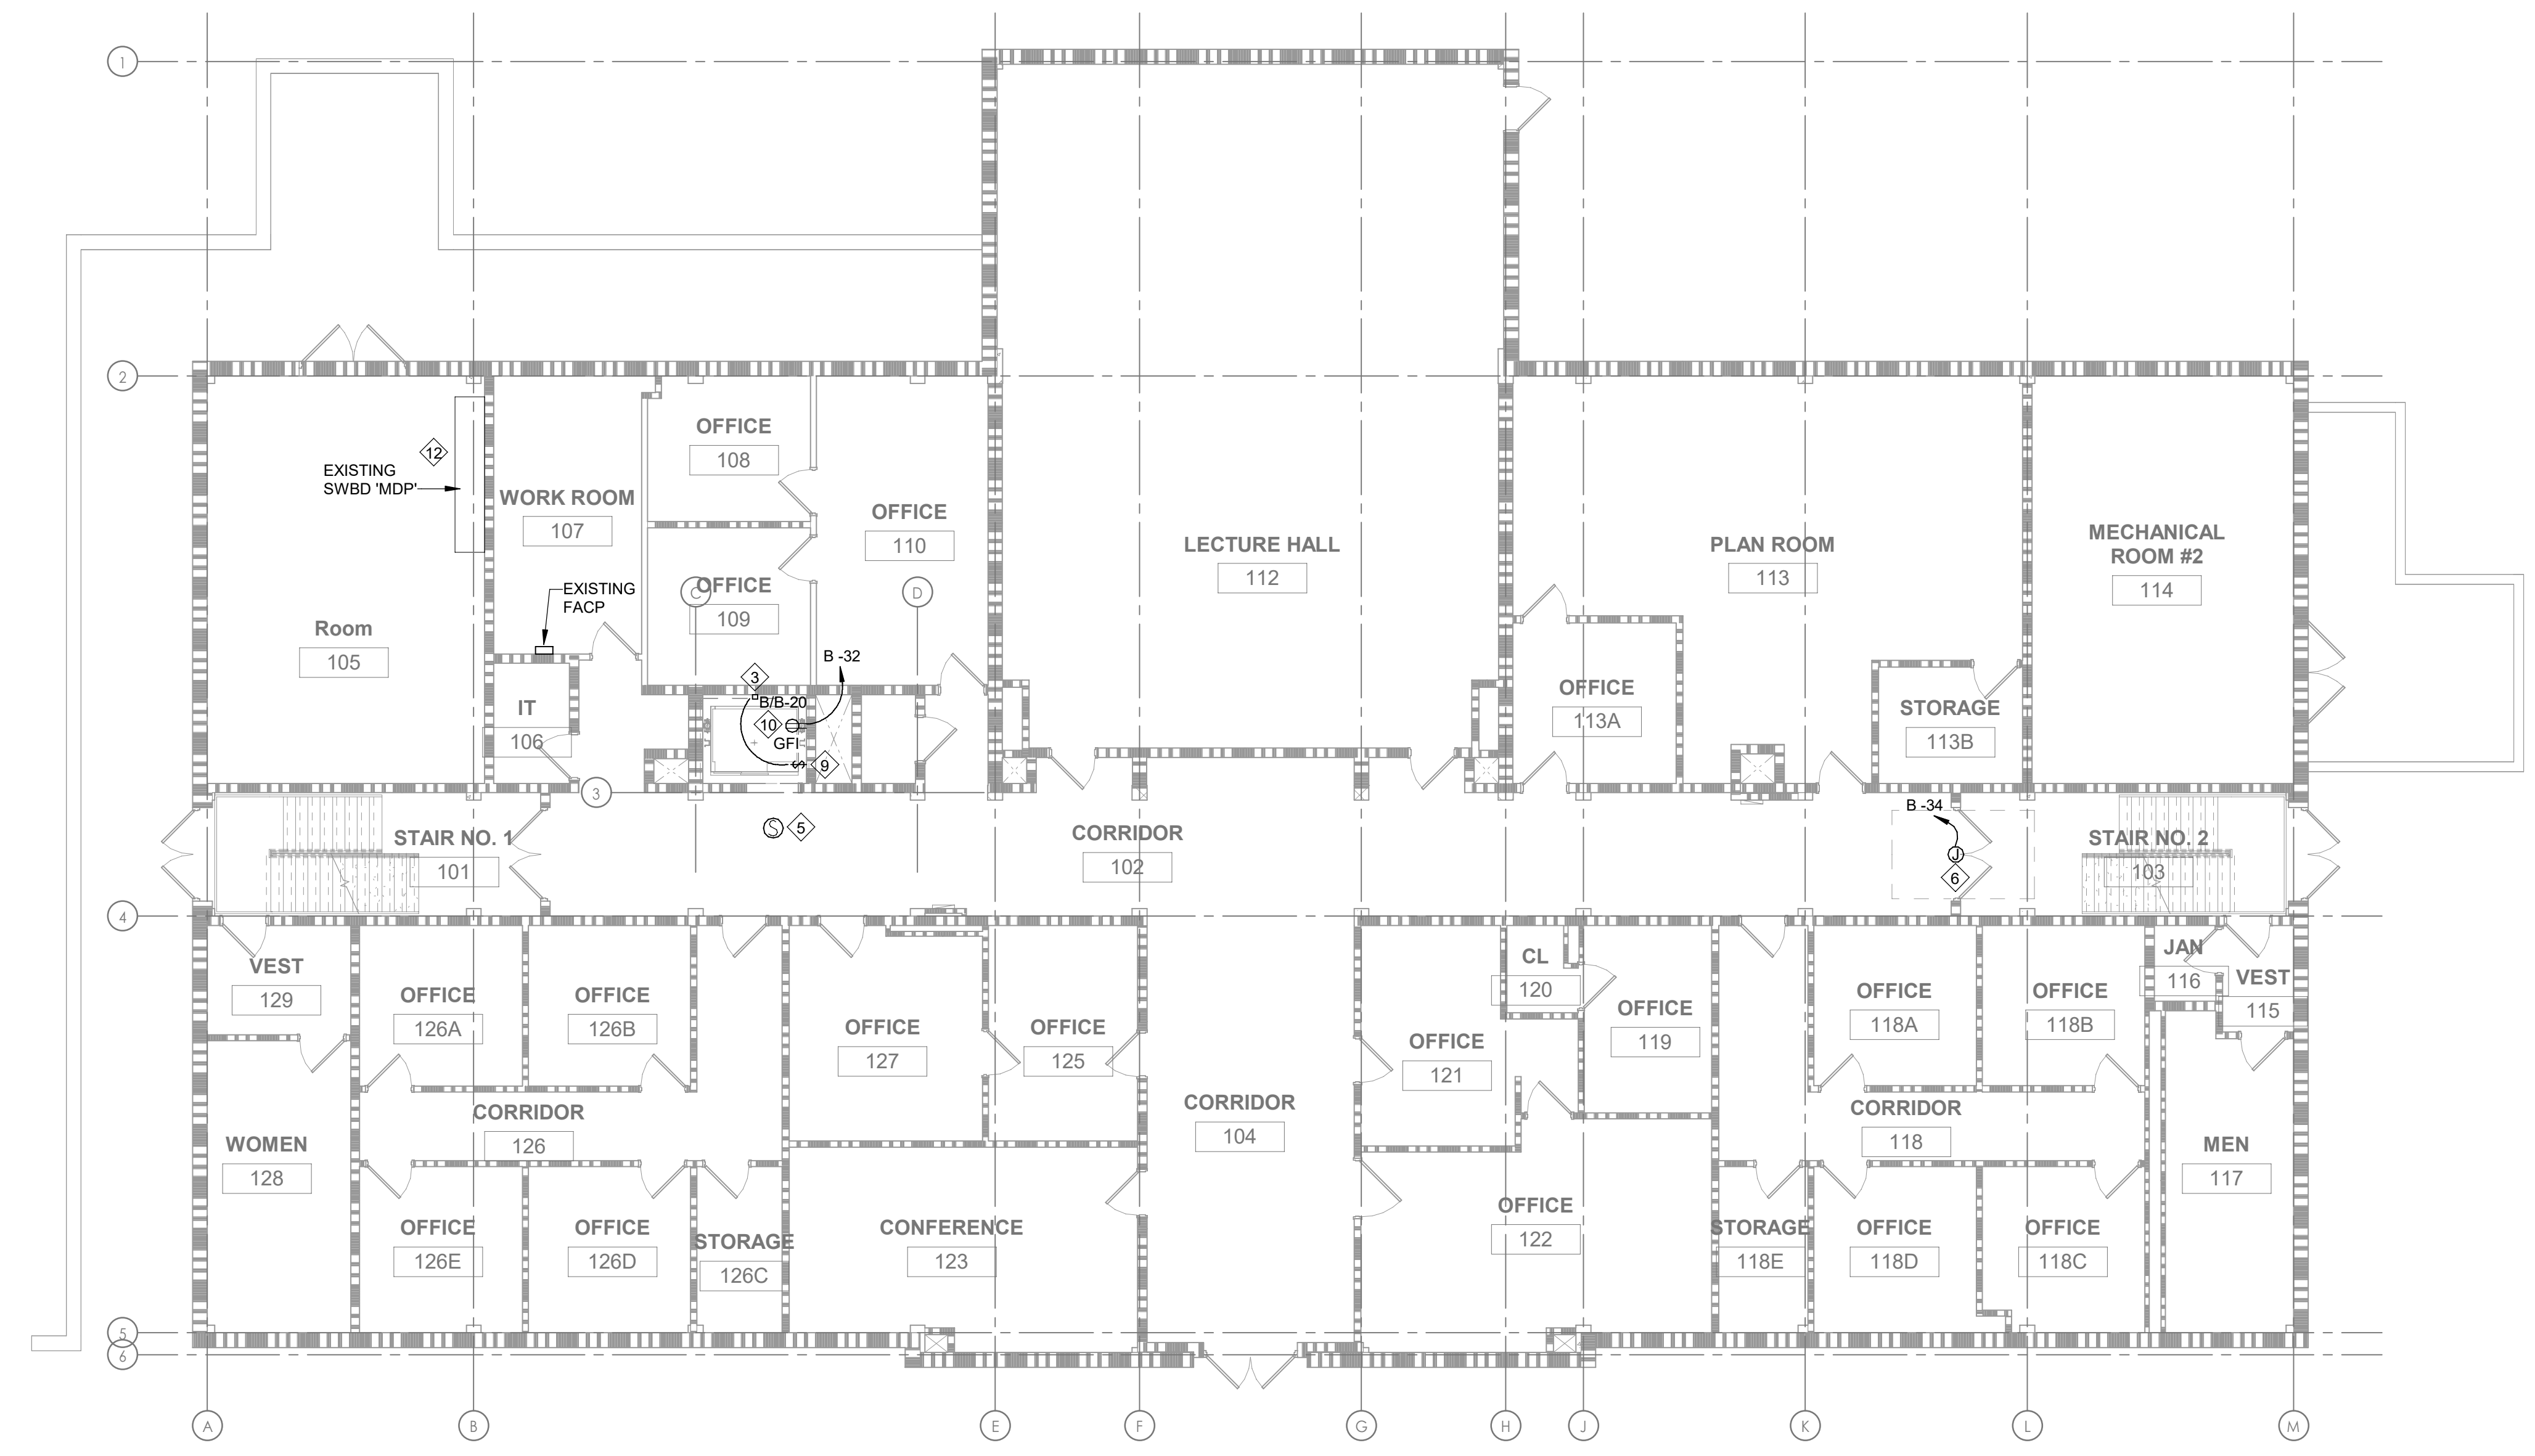 1
2
OFFICE
108
12
EXISTING
SWBD 'MDP'
WORK ROOM
107
OFFICE
110
LECTURE HALL
112
PLAN ROOM
113
MECHANICAL
ROOM #2
114
EXISTING
FACP
OFFICE
109
C
D
Room
105
B -32
3
B/B-20
10
GFI
9
IT
106
OFFICE
113A
STORAGE
113B
3
S
5
STAIR NO. 1
101
CORRIDOR
102
B -34
J
6
STAIR NO. 2
103
4
VEST
129
OFFICE
126A
OFFICE
126B
OFFICE
127
OFFICE
125
CL
120
OFFICE
119
OFFICE
121
OFFICE
118A
OFFICE
118B
JAN
116
VEST
115
CORRIDOR
126
CORRIDOR
104
CORRIDOR
118
WOMEN
128
MEN
117
OFFICE
126E
OFFICE
126D
STORAGE
126C
CONFERENCE
123
OFFICE
122
STORAGE
118E
OFFICE
118D
OFFICE
118C
5
6
A
B
E
F
G
H
J
K
L
M